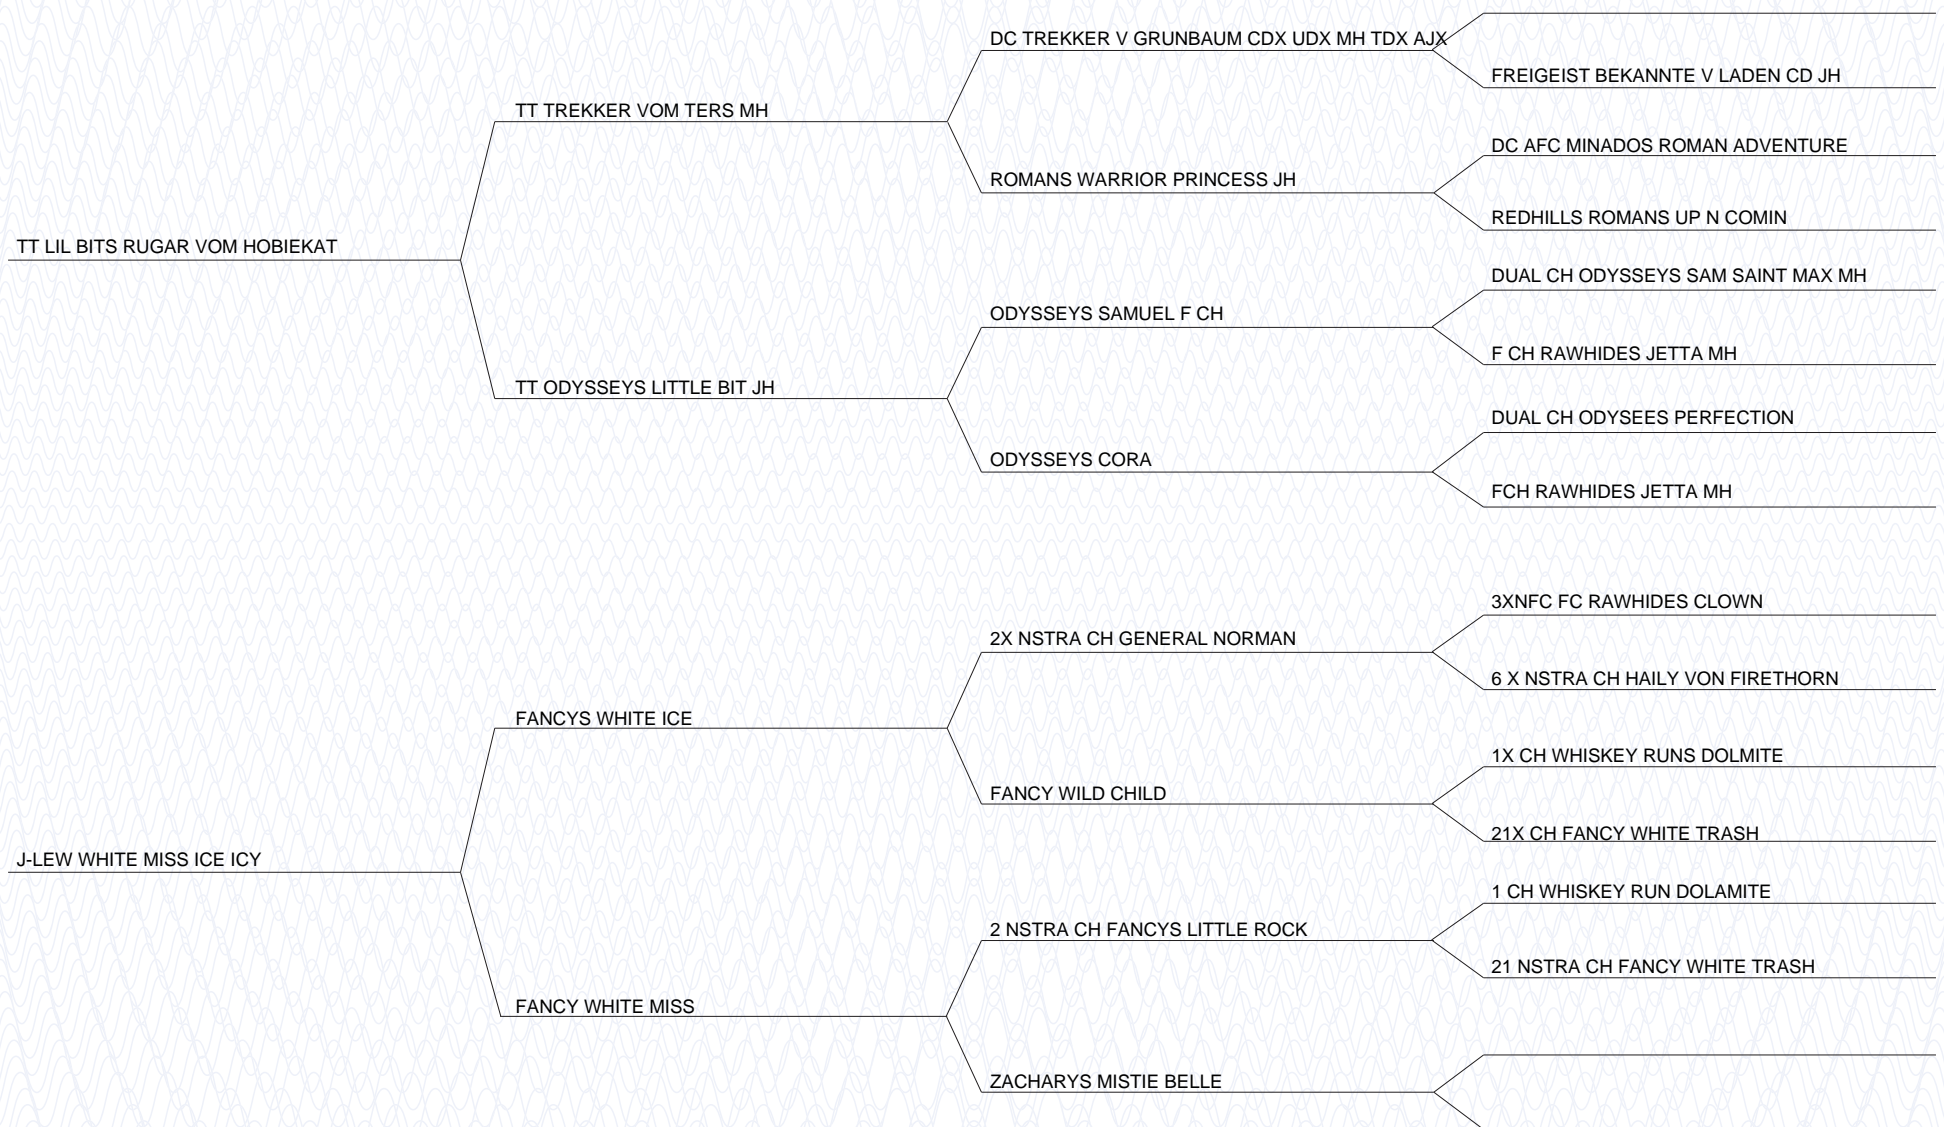 DC TREKKER V GRUNBAUM CDX UDX MH TDX AJX
FREIGEIST BEKANNTE V LADEN CD JH
TT TREKKER VOM TERS MH
DC AFC MINADOS ROMAN ADVENTURE
ROMANS WARRIOR PRINCESS JH
REDHILLS ROMANS UP N COMIN
TT LIL BITS RUGAR VOM HOBIEKAT
DUAL CH ODYSSEYS SAM SAINT MAX MH
ODYSSEYS SAMUEL F CH
F CH RAWHIDES JETTA MH
TT ODYSSEYS LITTLE BIT JH
DUAL CH ODYSEES PERFECTION
ODYSSEYS CORA
FCH RAWHIDES JETTA MH
3XNFC FC RAWHIDES CLOWN
2X NSTRA CH GENERAL NORMAN
6 X NSTRA CH HAILY VON FIRETHORN
FANCYS WHITE ICE
1X CH WHISKEY RUNS DOLMITE
FANCY WILD CHILD
21X CH FANCY WHITE TRASH
J-LEW WHITE MISS ICE ICY
1 CH WHISKEY RUN DOLAMITE
2 NSTRA CH FANCYS LITTLE ROCK
21 NSTRA CH FANCY WHITE TRASH
FANCY WHITE MISS
ZACHARYS MISTIE BELLE